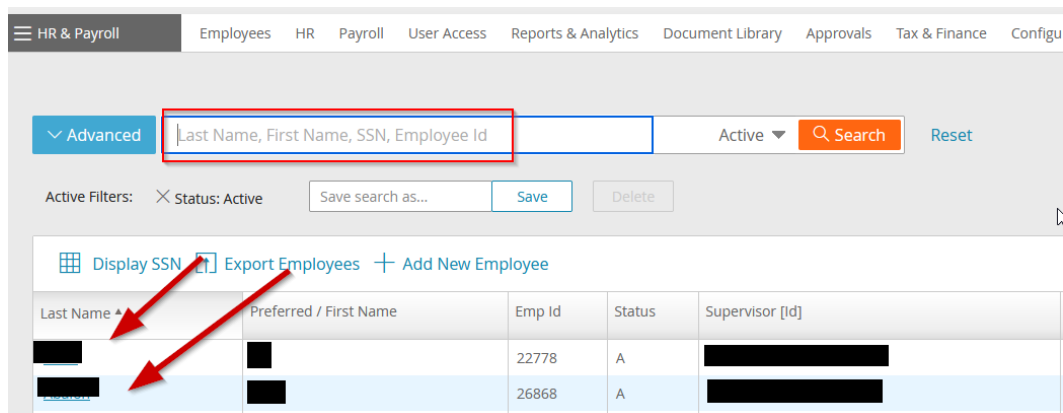 HR & Payroll Employees HR Payroll User Access Reports & Analytics Document Library Approvals Tax & Finance Configu
Advanced Last Name, First Name, SSN, Employee Id Active Search Reset
Active Filters: Status: Active Save search as... Save Delete
Display SSN Export Employees Add New Employee
Last Name Preferred / First Name Emp Id Status Supervisor [Id]
22778 A
26868 A